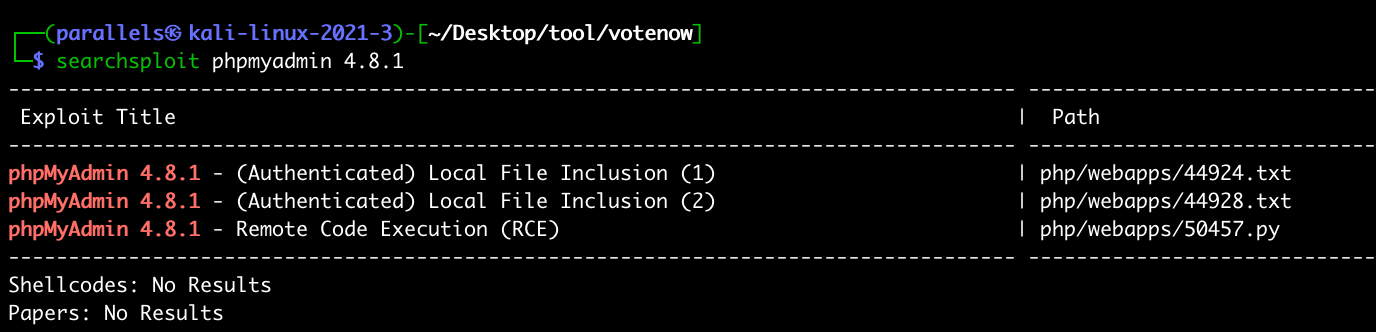 (parallels㉿kali-linux-2021-3)-[~/Desktop/tool/votenow]
$ searchsploit phpmyadmin 4.8.1
Exploit Title | Path
phpMyAdmin 4.8.1 - (Authenticated) Local File Inclusion (1) | php/webapps/44924.txt
phpMyAdmin 4.8.1 - (Authenticated) Local File Inclusion (2) | php/webapps/44928.txt
phpMyAdmin 4.8.1 - Remote Code Execution (RCE) | php/webapps/50457.py
Shellcodes: No Results
Papers: No Results